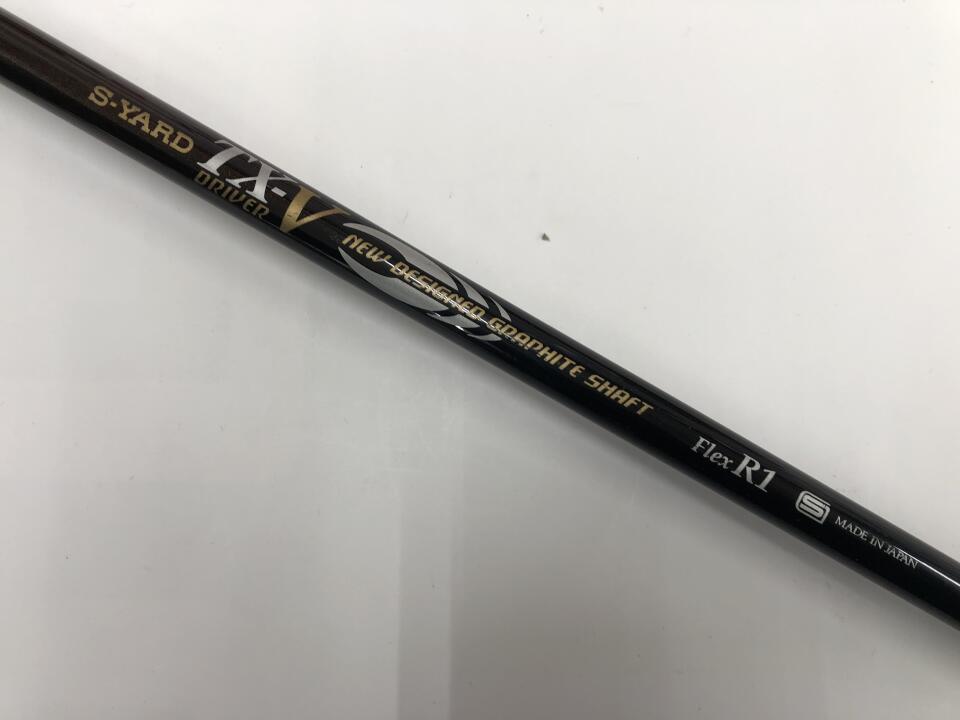 S-YARD
TX-V
DRIVER
NEW DESIGNED GRAPHITE SHAFT
Flex R1
S MADE IN JAPAN